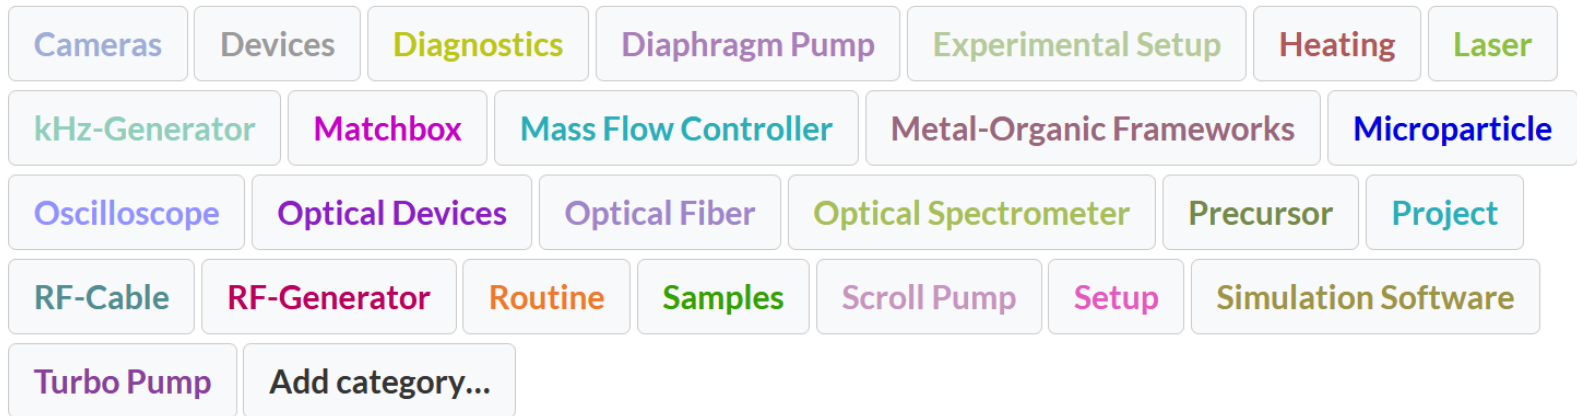 Cameras Devices Diagnostics Diaphragm Pump Experimental Setup Heating Laser
kHz-Generator Matchbox Mass Flow Controller Metal-Organic Frameworks Microparticle
Oscilloscope Optical Devices Optical Fiber Optical Spectrometer Precursor Project
RF-Cable RF-Generator Routine Samples Scroll Pump Setup Simulation Software
Turbo Pump Add category...